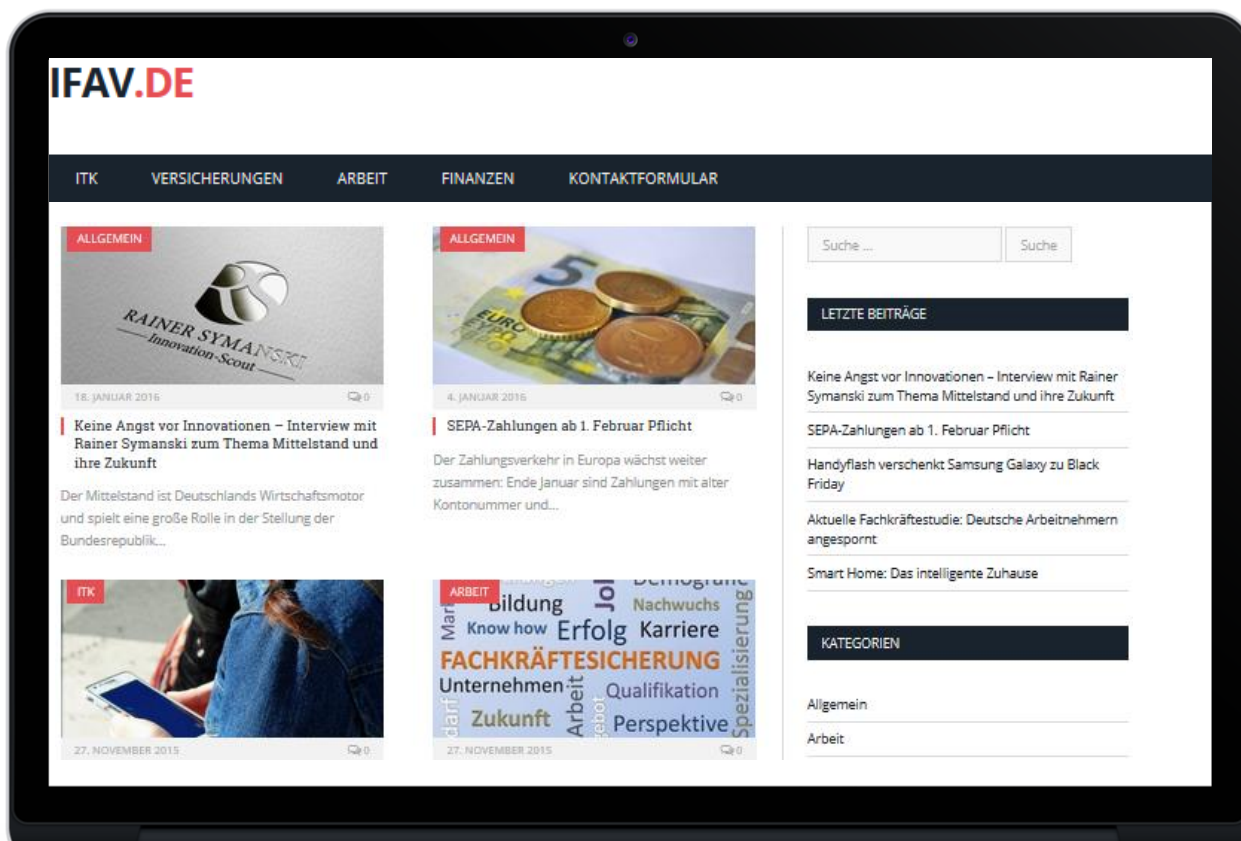 IFAV.DE
ITK VERSICHERUNGEN ARBEIT FINANZEN KONTAKTFORMULAR
ALLGEMEIN
RAINER SYMANSKI
Innovation-Scout
18. JANUAR 2016 0
Keine Angst vor Innovationen – Interview mit
Rainer Symanski zum Thema Mittelstand und
ihre Zukunft
Der Mittelstand ist Deutschlands Wirtschaftsmotor
und spielt eine große Rolle in der Stellung der
Bundesrepublik...
ALLGEMEIN
5
EURO
4. JANUAR 2016 0
SEPA-Zahlungen ab 1. Februar Pflicht
Der Zahlungsverkehr in Europa wächst weiter
zusammen: Ende Januar sind Zahlungen mit alter
Kontonummer und...
ITK
27. NOVEMBER 2015 0
ARBEIT
Bildung
Nachwuchs
Know how Erfolg Karriere
FACHKRÄFTESICHERUNG
Unternehmen
Arbeit
Qualifikation
Zukunft
Perspektive
Spezialisierung
27. NOVEMBER 2015 0
Suche ... Suche
LETZTE BEITRÄGE
Keine Angst vor Innovationen – Interview mit Rainer
Symanski zum Thema Mittelstand und ihre Zukunft
SEPA-Zahlungen ab 1. Februar Pflicht
Handyflash verschenkt Samsung Galaxy zu Black
Friday
Aktuelle Fachkräftestudie: Deutsche Arbeitnehmern
angespornt
Smart Home: Das intelligente Zuhause
KATEGORIEN
Allgemein
Arbeit